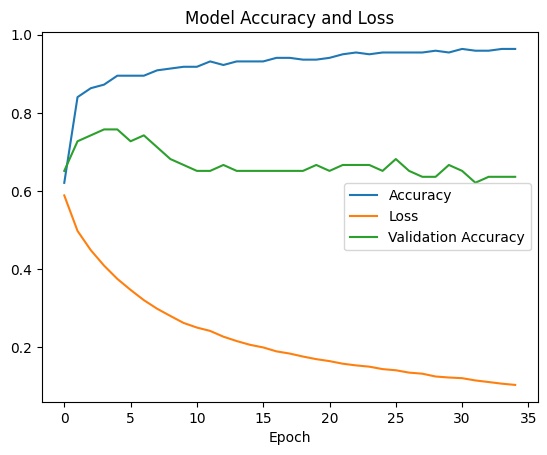 Model Accuracy and Loss
1.0
0.8
0.6
0.4
0.2
Accuracy
Loss
Validation Accuracy
0 5 10 15 20 25 30 35
Epoch